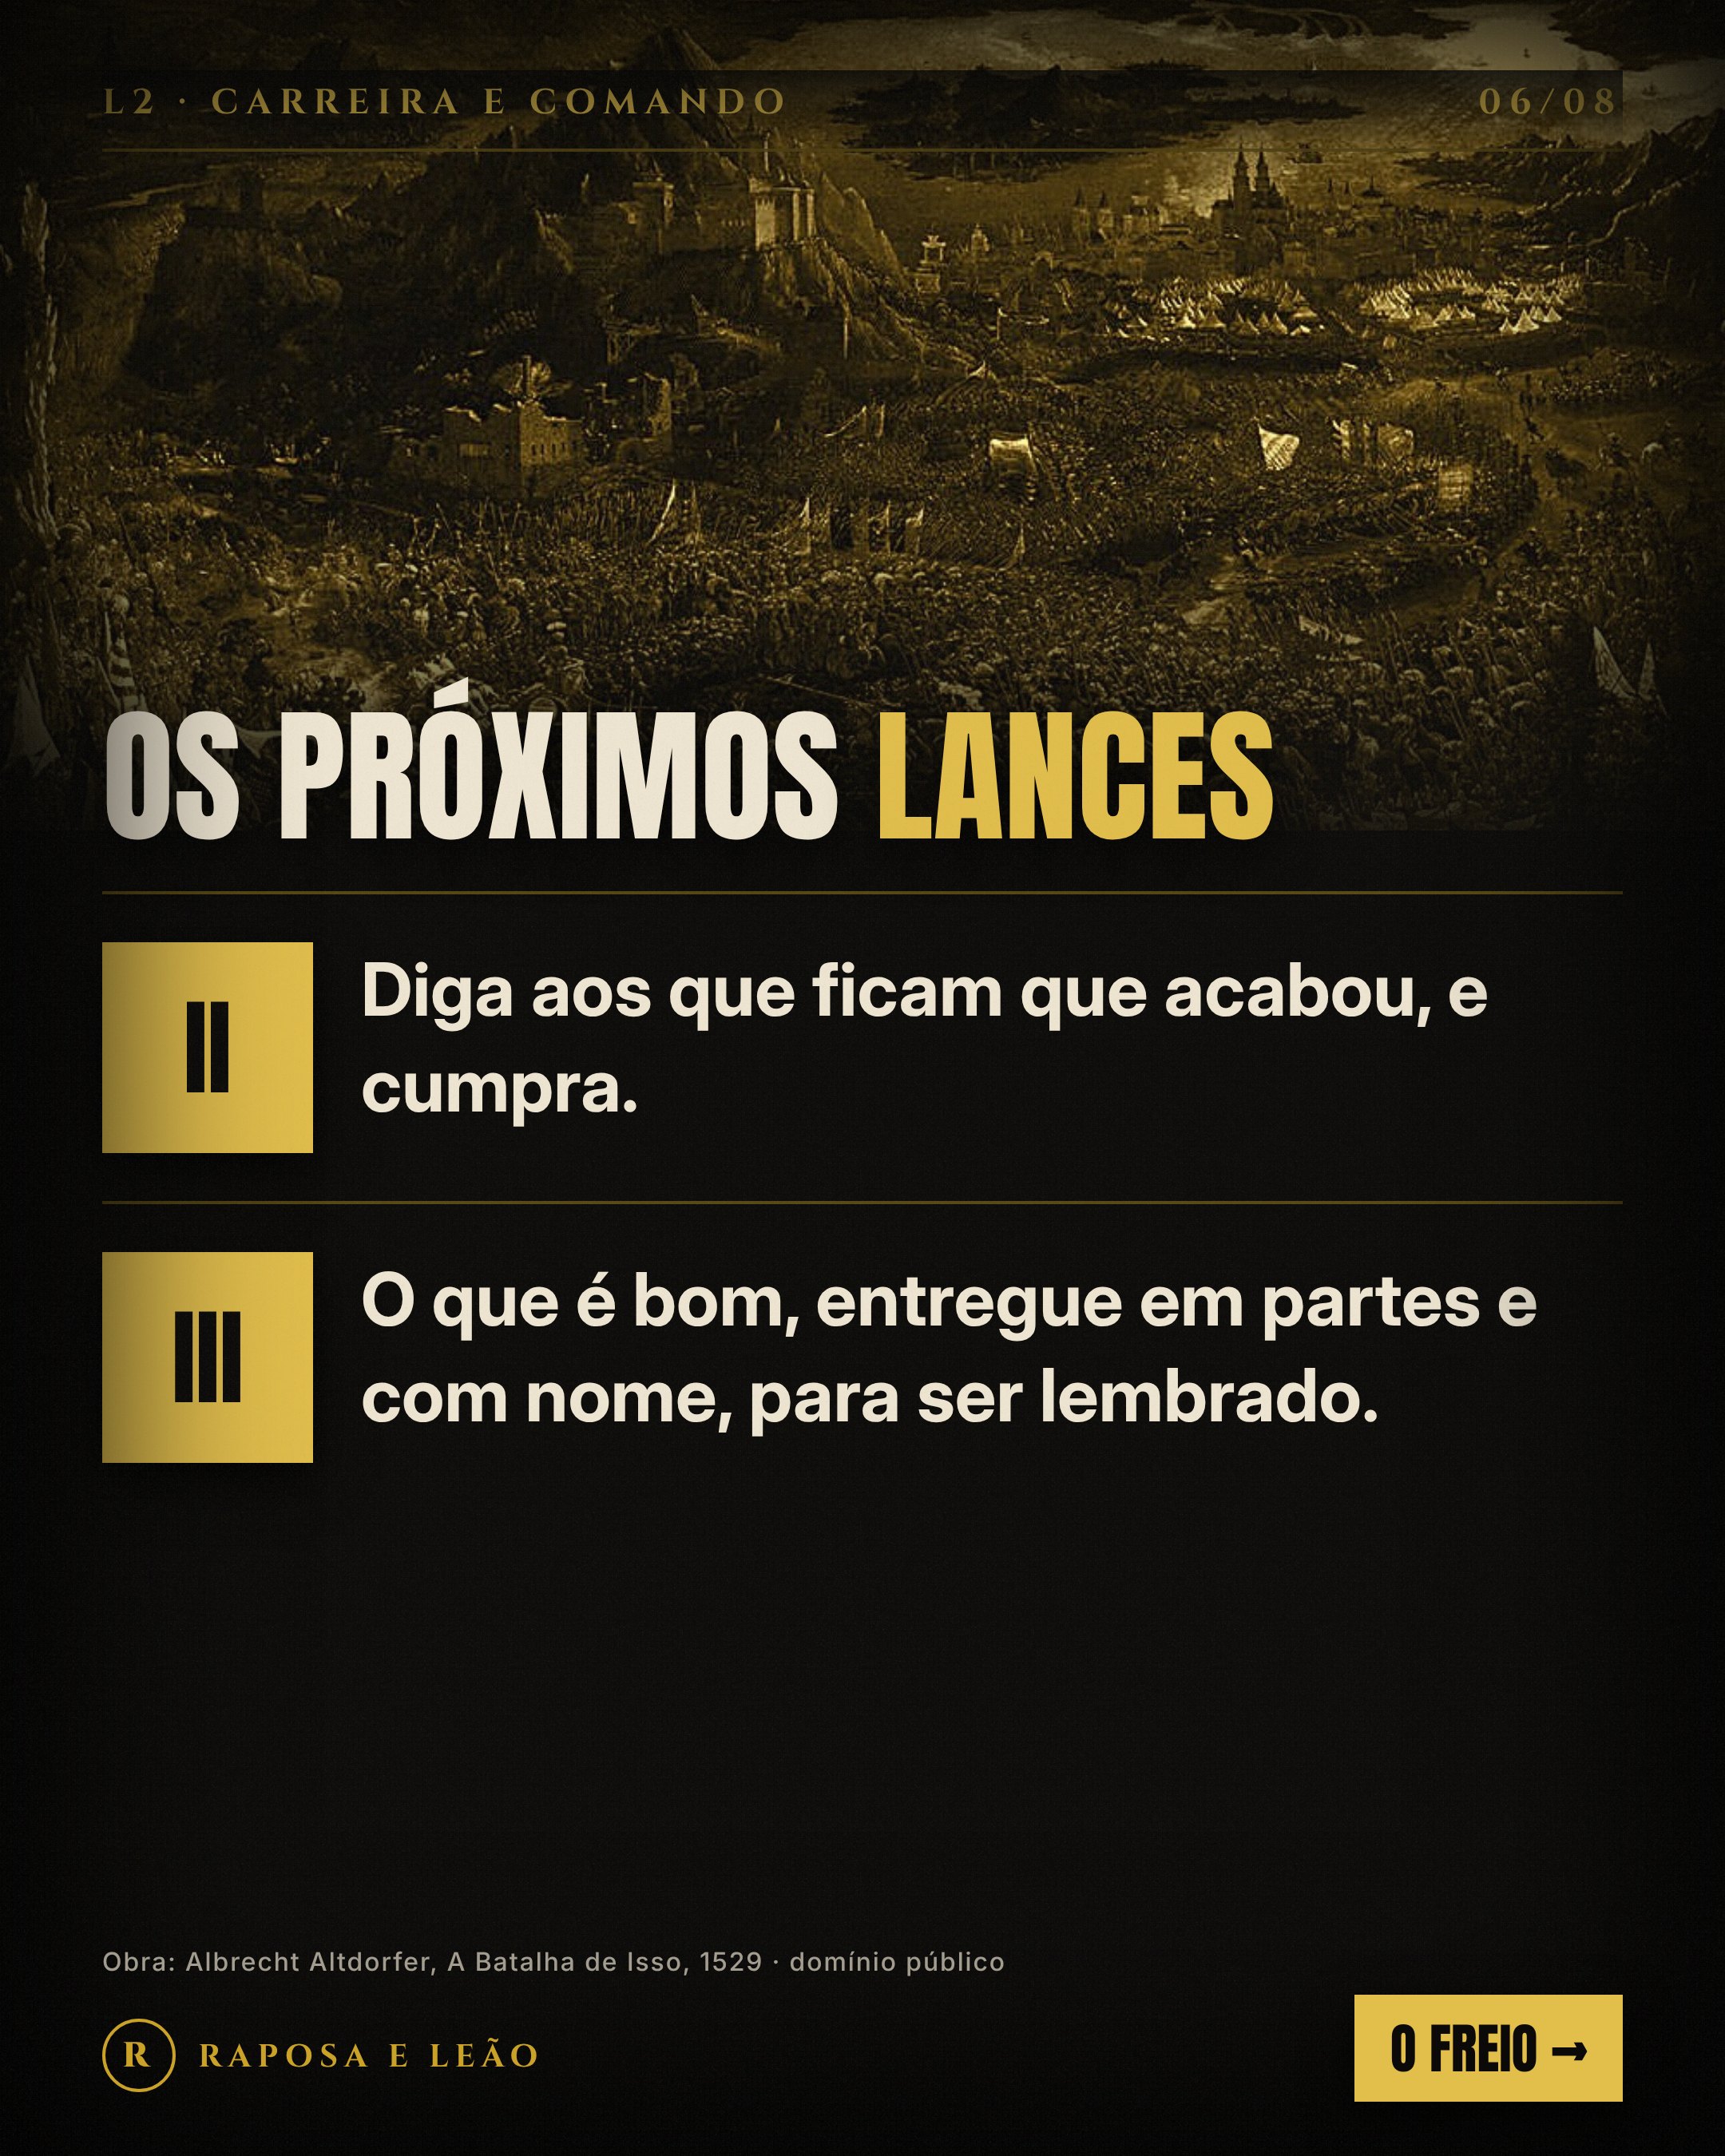 L2 · CARREIRA E COMANDO
06/08
OS PRÓXIMOS LANCES
II
Diga aos que ficam que acabou, e
cumpra.
III
O que é bom, entregue em partes e
com nome, para ser lembrado.
Obra: Albrecht Altdorfer, A Batalha de Isso, 1529 · domínio público
R RAPOSA E LEÃO
O FREIO →